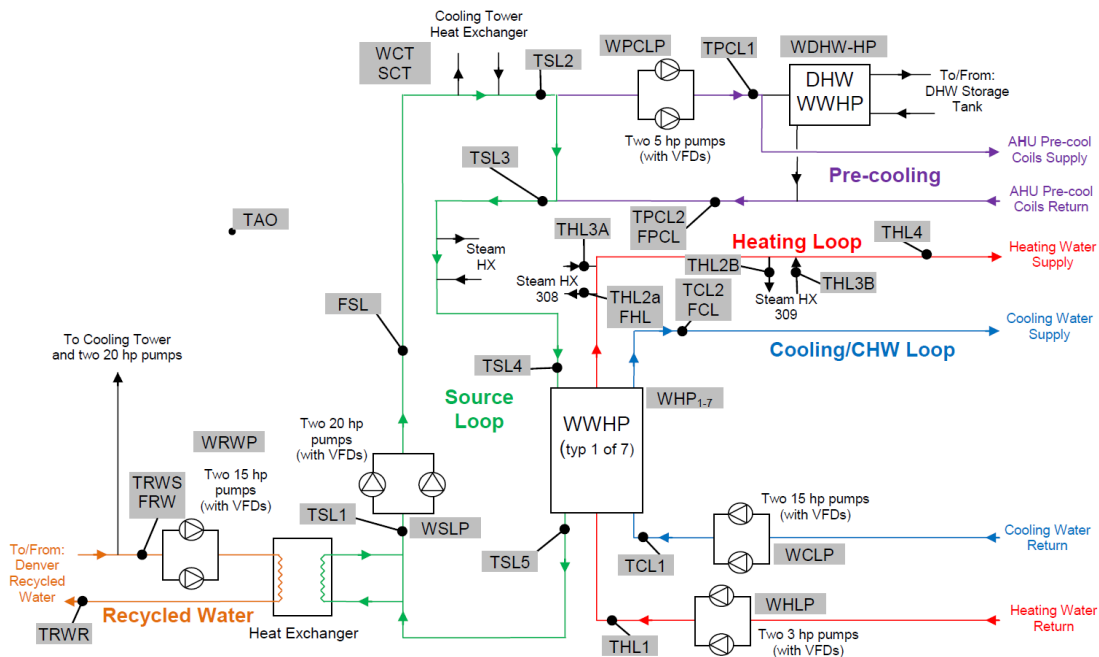 Cooling Tower
Heat Exchanger
WCT
SCT
TSL2
WPCLP
TPCL1
WDHW-HP
DHW
WWHP
To/From:
DHW Storage
Tank
Two 5 hp pumps
(with VFDs)
AHU Pre-cool
Coils Supply
TSL3
Pre-cooling
TAO
TPCL2
FPCL
AHU Pre-cool
Coils Return
THL3A
Heating Loop
THL4
Steam
HX
THL2B
Heating Water
Supply
Steam HX
308
THL2a
FHL
TCL2
FCL
THL3B
Steam HX
309
FSL
Cooling Water
Supply
To Cooling Tower
and two 20 hp pumps
Cooling/CHW Loop
TSL4
Source
Loop
WHP1-7
WWHP
(typ 1 of 7)
Two 20 hp
pumps
(with VFDs)
WRWP
TRWS
FRW
Two 15 hp
pumps
(with VFDs)
Two 15 hp pumps
(with VFDs)
TSL1
WSLP
TSL5
TCL1
WCLP
Cooling Water
Return
To/From:
Denver
Recycled
Water
Recycled Water
TRWR
Heat Exchanger
WHLP
Heating Water
Return
THL1
Two 3 hp pumps
(with VFDs)